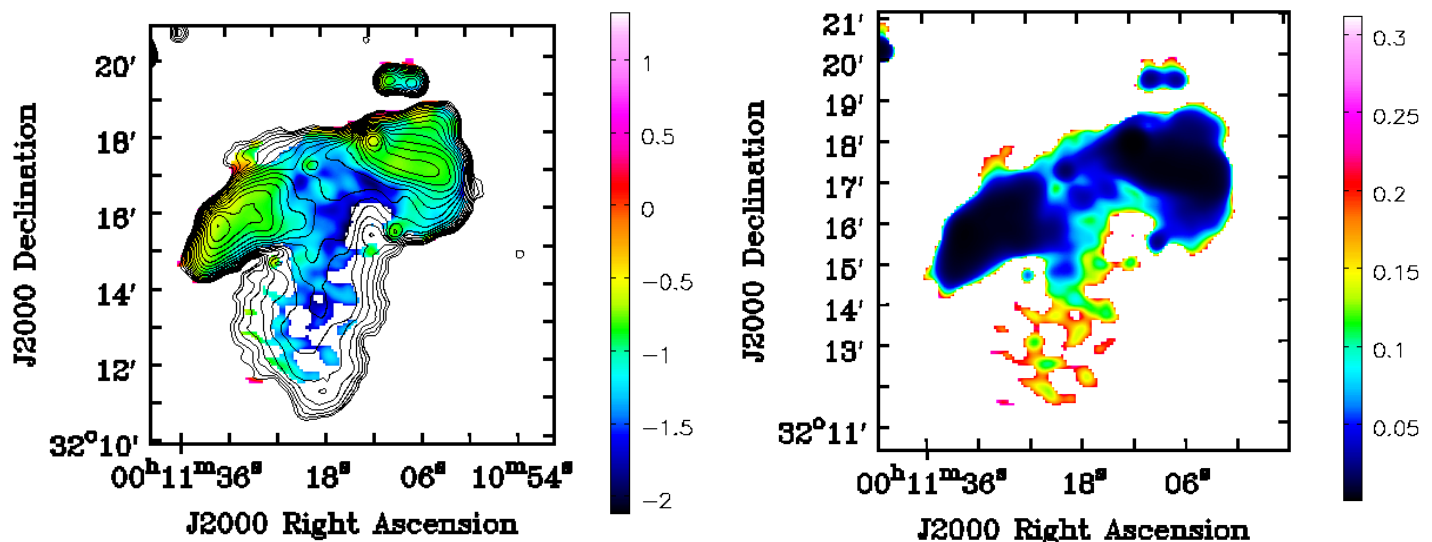 20′
18′
16′
14′
12′
32° 10′
00ʰ11ᵐ36ˢ
18ˢ
06ˢ
10ᵐ54ˢ
J2000 Declination
J2000 Right Ascension
1
0.5
0
−0.5
−1
−1.5
−2
21′
20′
19′
18′
17′
16′
15′
14′
13′
32° 11′
00ʰ11ᵐ36ˢ
18ˢ
06ˢ
J2000 Declination
J2000 Right Ascension
0.3
0.25
0.2
0.15
0.1
0.05